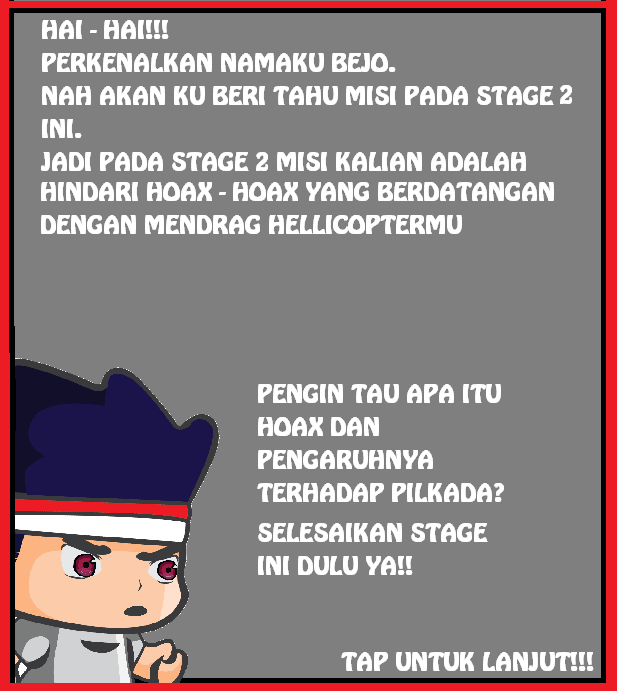 HAI - HAI!!!
PERKENALKAN NAMAKU BEJO.
NAH AKAN KU BERI TAHU MISI PADA STAGE 2
INI.
JADI PADA STAGE 2 MISI KALIAN ADALAH
HINDARI HOAX - HOAX YANG BERDATANGAN
DENGAN MENDRAG HELLICOPTERMU
PENGIN TAU APA ITU
HOAX DAN
PENGARUHNYA
TERHADAP PILKADA?
SELESAIKAN STAGE
INI DULU YA!!
TAP UNTUK LANJUT!!!